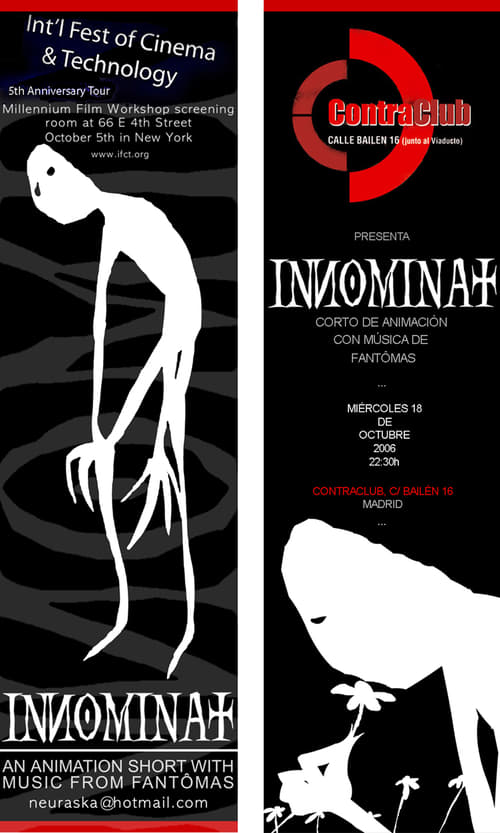 Int'l Fest of Cinema
& Technology
5th Anniversary Tour
Millennium Film Workshop screening
room at 66 E 4th Street
October 5th in New York
www.ifct.org
INNOMINAT
AN ANIMATION SHORT WITH
MUSIC FROM FANTÔMAS
neuraska@hotmail.com
ContraClub
CALLE BAILEN 16 (junto al Viaducto)
PRESENTA
INNOMINAT
CORTO DE ANIMACIÓN
CON MÚSICA DE
FANTÔMAS
...
MIÉRCOLES 18
DE
OCTUBRE
2006
22:30h
CONTRACLUB, C/ BAILÉN 16
MADRID
...